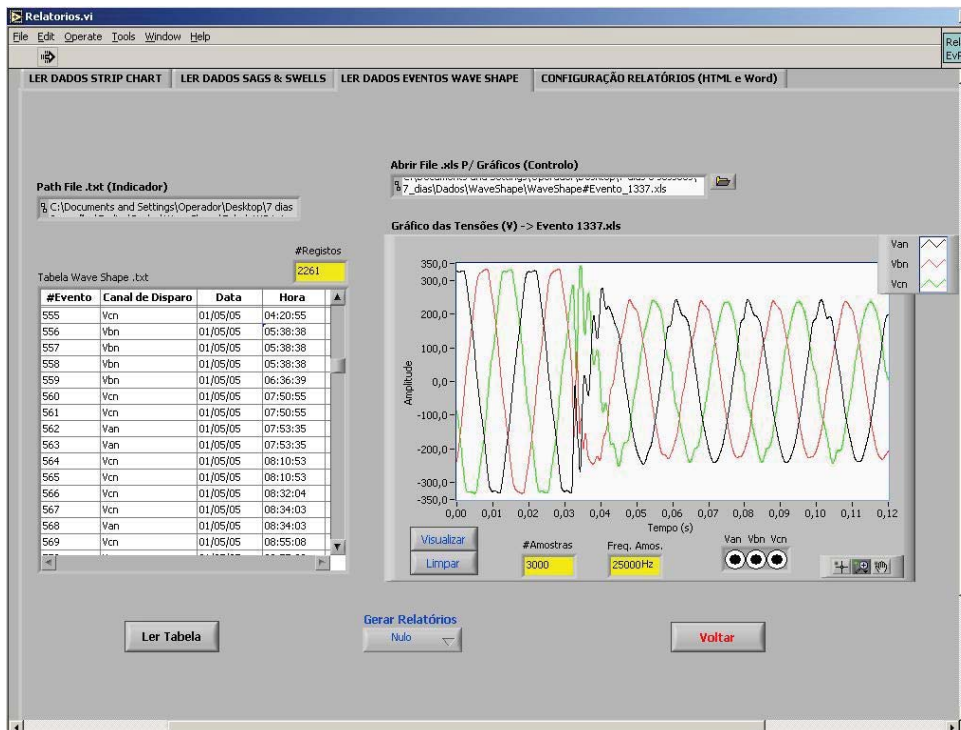 Relatorios.vi
File Edit Operate Tools Window Help
Rel
EvF
LER DADOS STRIP CHART
LER DADOS SAGS & SWELLS
LER DADOS EVENTOS WAVE SHAPE
CONFIGURAÇÃO RELATÓRIOS (HTML e Word)
Path File .txt (Indicador)
C:\Documents and Settings\Operador\Desktop\7 dias
#Registos
2261
Tabela Wave Shape .txt
#Evento Canal de Disparo Data Hora
555 Vcn 01/05/05 04:20:55
556 Vbn 01/05/05 05:38:38
557 Vbn 01/05/05 05:38:38
558 Vbn 01/05/05 05:38:38
559 Vbn 01/05/05 06:36:39
560 Vcn 01/05/05 07:50:55
561 Vcn 01/05/05 07:50:55
562 Van 01/05/05 07:53:35
563 Van 01/05/05 07:53:35
564 Vcn 01/05/05 08:10:53
565 Vcn 01/05/05 08:10:53
566 Vcn 01/05/05 08:32:04
567 Vcn 01/05/05 08:34:03
568 Van 01/05/05 08:34:03
569 Vcn 01/05/05 08:55:08
Abrir File .xls P/ Gráficos (Controlo)
7_dias\Dados\WaveShape\WaveShape#Evento_1337.xls
Gráfico das Tensões (V) -> Evento 1337.xls
Van
Vbn
Vcn
Amplitude
350,0
300,0
200,0
100,0
0,0
-100,0
-200,0
-300,0
-350,0
0,00 0,01 0,02 0,03 0,04 0,05 0,06 0,07 0,08 0,09 0,10 0,11 0,12
Tempo (s)
Visualizar
Limpar
#Amostras
3000
Freq. Amos.
25000Hz
Van Vbn Vcn
Ler Tabela
Gerar Relatórios
Nulo
Voltar